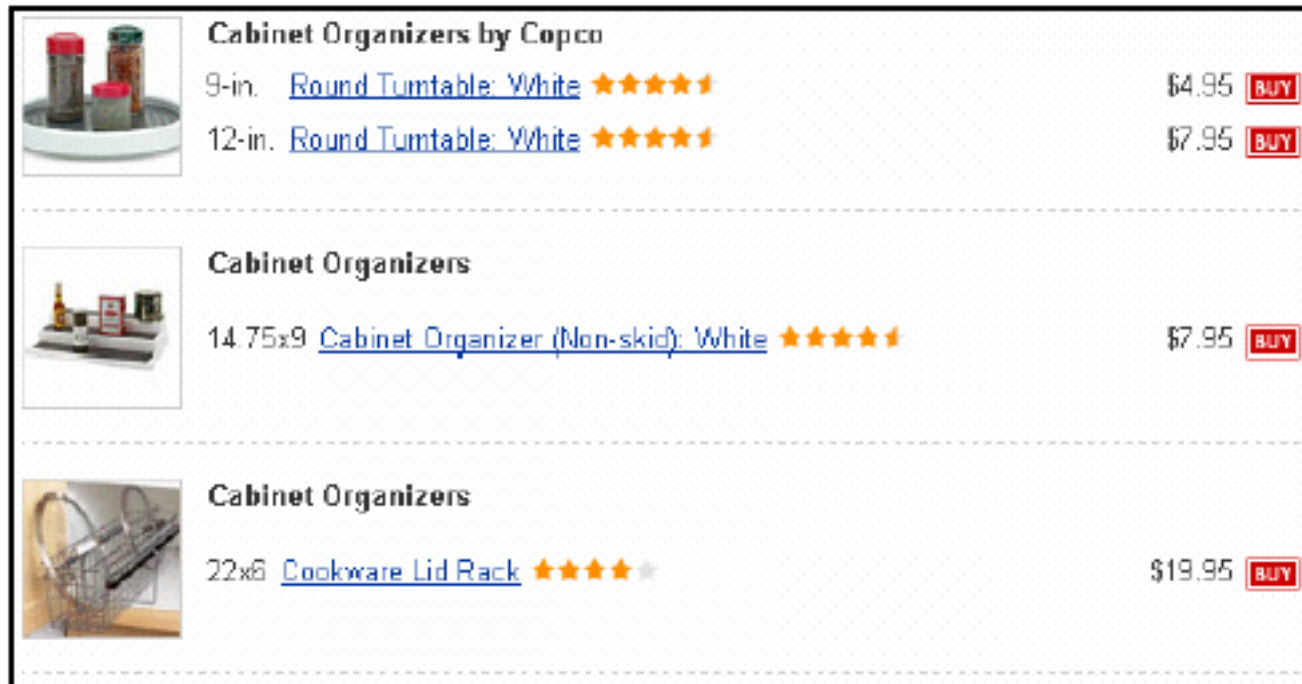 Cabinet Organizers by Copco
9-in. Round Turntable: White $4.95 BUY
12-in. Round Turntable: White $7.95 BUY
Cabinet Organizers
14.75x9 Cabinet Organizer (Non-skid): White $7.95 BUY
Cabinet Organizers
22x6 Cookware Lid Rack $19.95 BUY